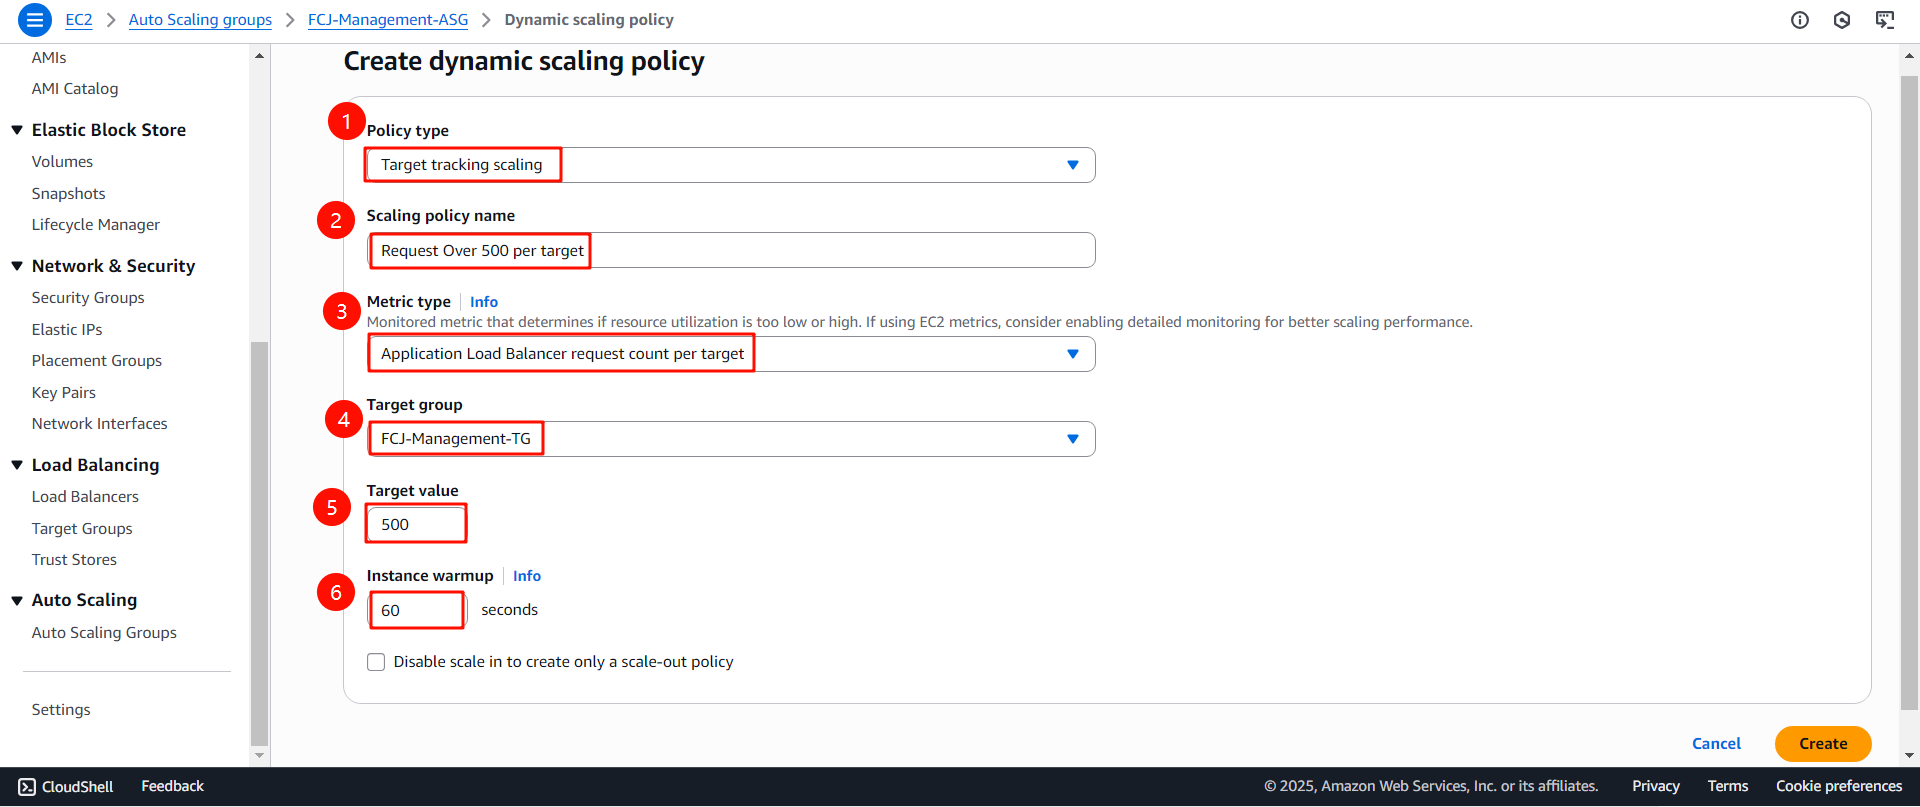 EC2 > Auto Scaling groups > FCJ-Management-ASG > Dynamic scaling policy
AMIs
AMI Catalog
Elastic Block Store
Volumes
Snapshots
Lifecycle Manager
Network & Security
Security Groups
Elastic IPs
Placement Groups
Key Pairs
Network Interfaces
Load Balancing
Load Balancers
Target Groups
Trust Stores
Auto Scaling
Auto Scaling Groups
Settings
Create dynamic scaling policy
1
Policy type
Target tracking scaling
2
Scaling policy name
Request Over 500 per target
3
Metric type | Info
Monitored metric that determines if resource utilization is too low or high. If using EC2 metrics, consider enabling detailed monitoring for better scaling performance.
Application Load Balancer request count per target
4
Target group
FCJ-Management-TG
5
Target value
500
6
Instance warmup | Info
60 seconds
Disable scale in to create only a scale-out policy
Cancel Create
CloudShell Feedback © 2025, Amazon Web Services, Inc. or its affiliates. Privacy Terms Cookie preferences